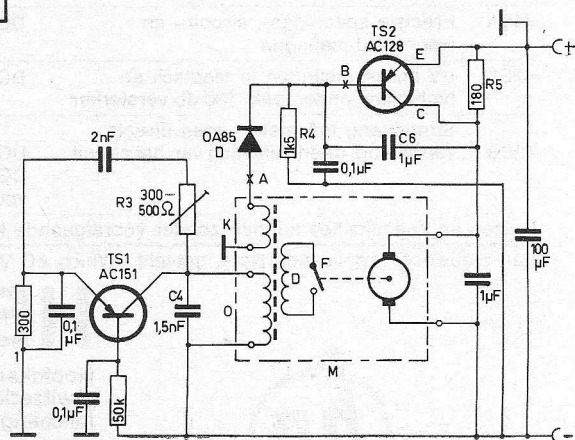 TS2
AC128
E
B
C
R5
180
OA85
D
R4
1k5
C6
1µF
0,1µF
2nF
A
R3
300-
500Ω
K
TS1
AC151
C4
1,5nF
O
D
F
M
300
0,1
µF
1
0,1µF
50k
1µF
100
µF
C+
C-